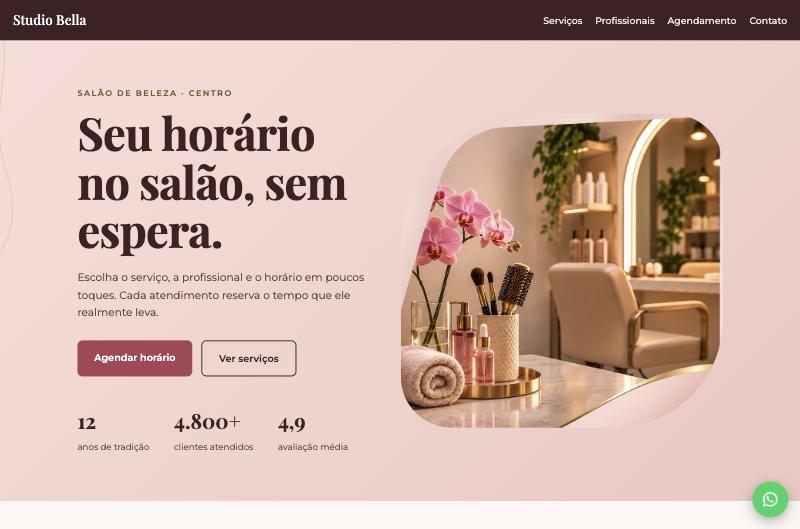 Studio Bella
Serviços Profissionais Agendamento Contato
SALÃO DE BELEZA · CENTRO
Seu horário
no salão, sem
espera.
Escolha o serviço, a profissional e o horário em poucos
toques. Cada atendimento reserva o tempo que ele
realmente leva.
Agendar horário
Ver serviços
12
anos de tradição
4.800+
clientes atendidos
4,9
avaliação média